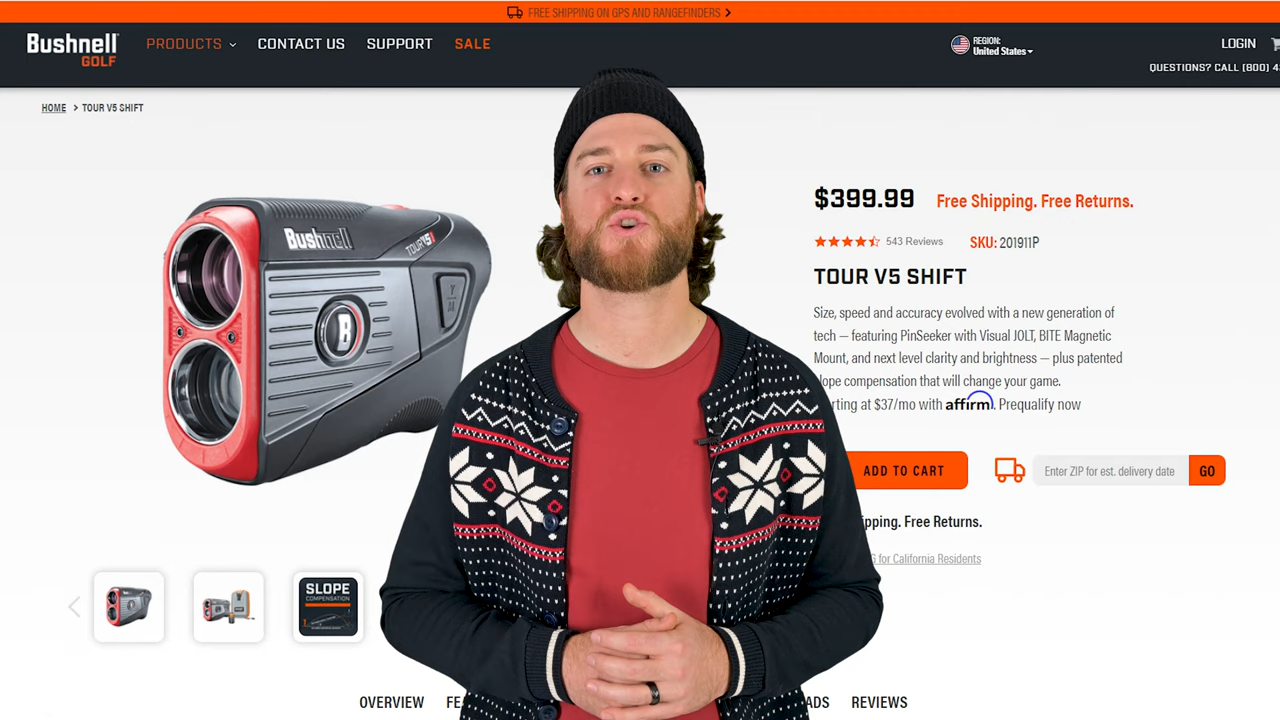 FREE SHIPPING ON GPS AND RANGEFINDERS
Bushnell
GOLF
PRODUCTS
CONTACT US
SUPPORT
SALE
REGION:
United States
LOGIN
QUESTIONS? CALL (800) 4
HOME > TOUR V5 SHIFT
Bushnell
TOUR V5
B
Y/M
$399.99 Free Shipping. Free Returns.
543 Reviews SKU: 201911P
TOUR V5 SHIFT
Size, speed and accuracy evolved with a new generation of
tech — featuring PinSeeker with Visual JOLT, BITE Magnetic
Mount, and next level clarity and brightness — plus patented
lope compensation that will change your game.
rting at $37/mo with affirm. Prequalify now
ADD TO CART
Enter ZIP for est. delivery date
GO
pping. Free Returns.
G for California Residents
SLOPE
COMPENSATION
OVERVIEW FE ADS REVIEWS